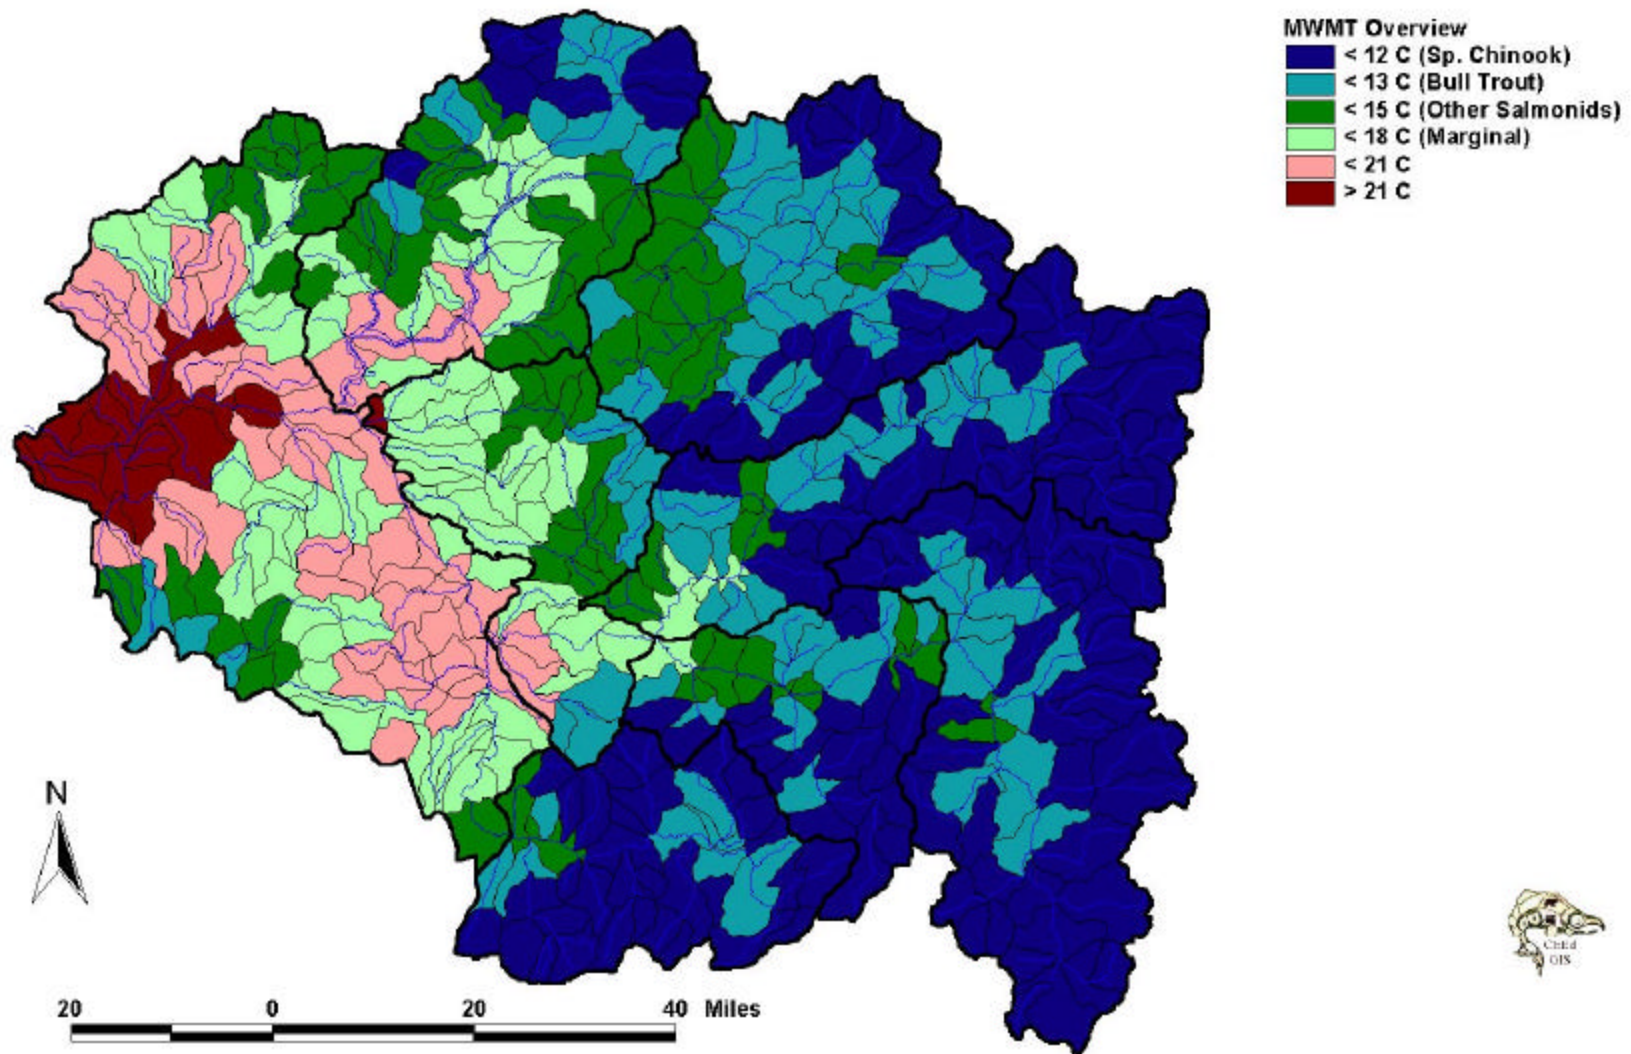 MWMT Overview
< 12 C (Sp. Chinook)
< 13 C (Bull Trout)
< 15 C (Other Salmonids)
< 18 C (Marginal)
< 21 C
> 21 C
N
20 0 20 40 Miles
GIS